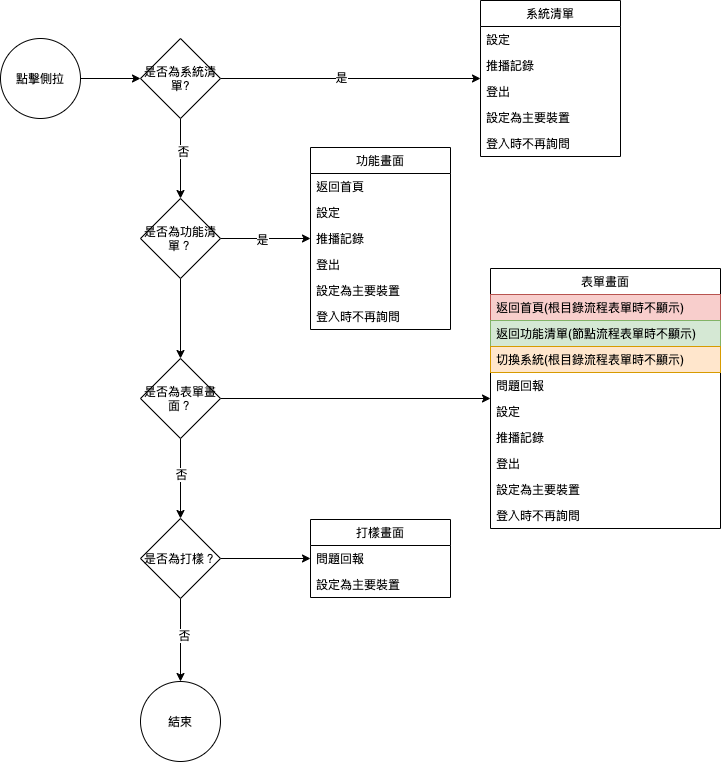 點擊側拉
是否為系統清
單?
是
系統清單
設定
推播記錄
登出
設定為主要裝置
登入時不再詢問
否
是否為功能清
單？
是
功能畫面
返回首頁
設定
推播記錄
登出
設定為主要裝置
登入時不再詢問
是否為表單畫
面？
表單畫面
返回首頁(根目錄流程表單時不顯示)
返回功能清單(節點流程表單時不顯示)
切換系統(根目錄流程表單時不顯示)
問題回報
設定
推播記錄
登出
設定為主要裝置
登入時不再詢問
否
是否為打樣？
打樣畫面
問題回報
設定為主要裝置
否
結束